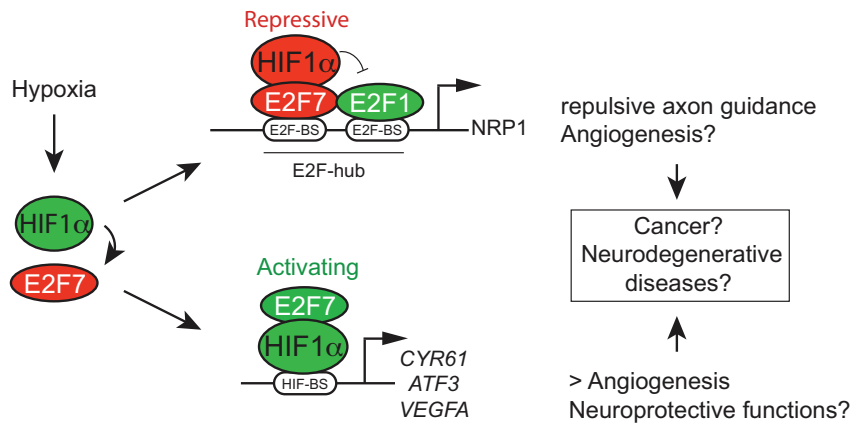 Repressive
HIF1α
Hypoxia
E2F7
E2F1
E2F-BS
E2F-BS
NRP1
E2F-hub
repulsive axon guidance
Angiogenesis?
HIF1α
E2F7
Cancer?
Neurodegenerative
diseases?
Activating
E2F7
HIF1α
HIF-BS
CYR61
ATF3
VEGFA
> Angiogenesis
Neuroprotective functions?